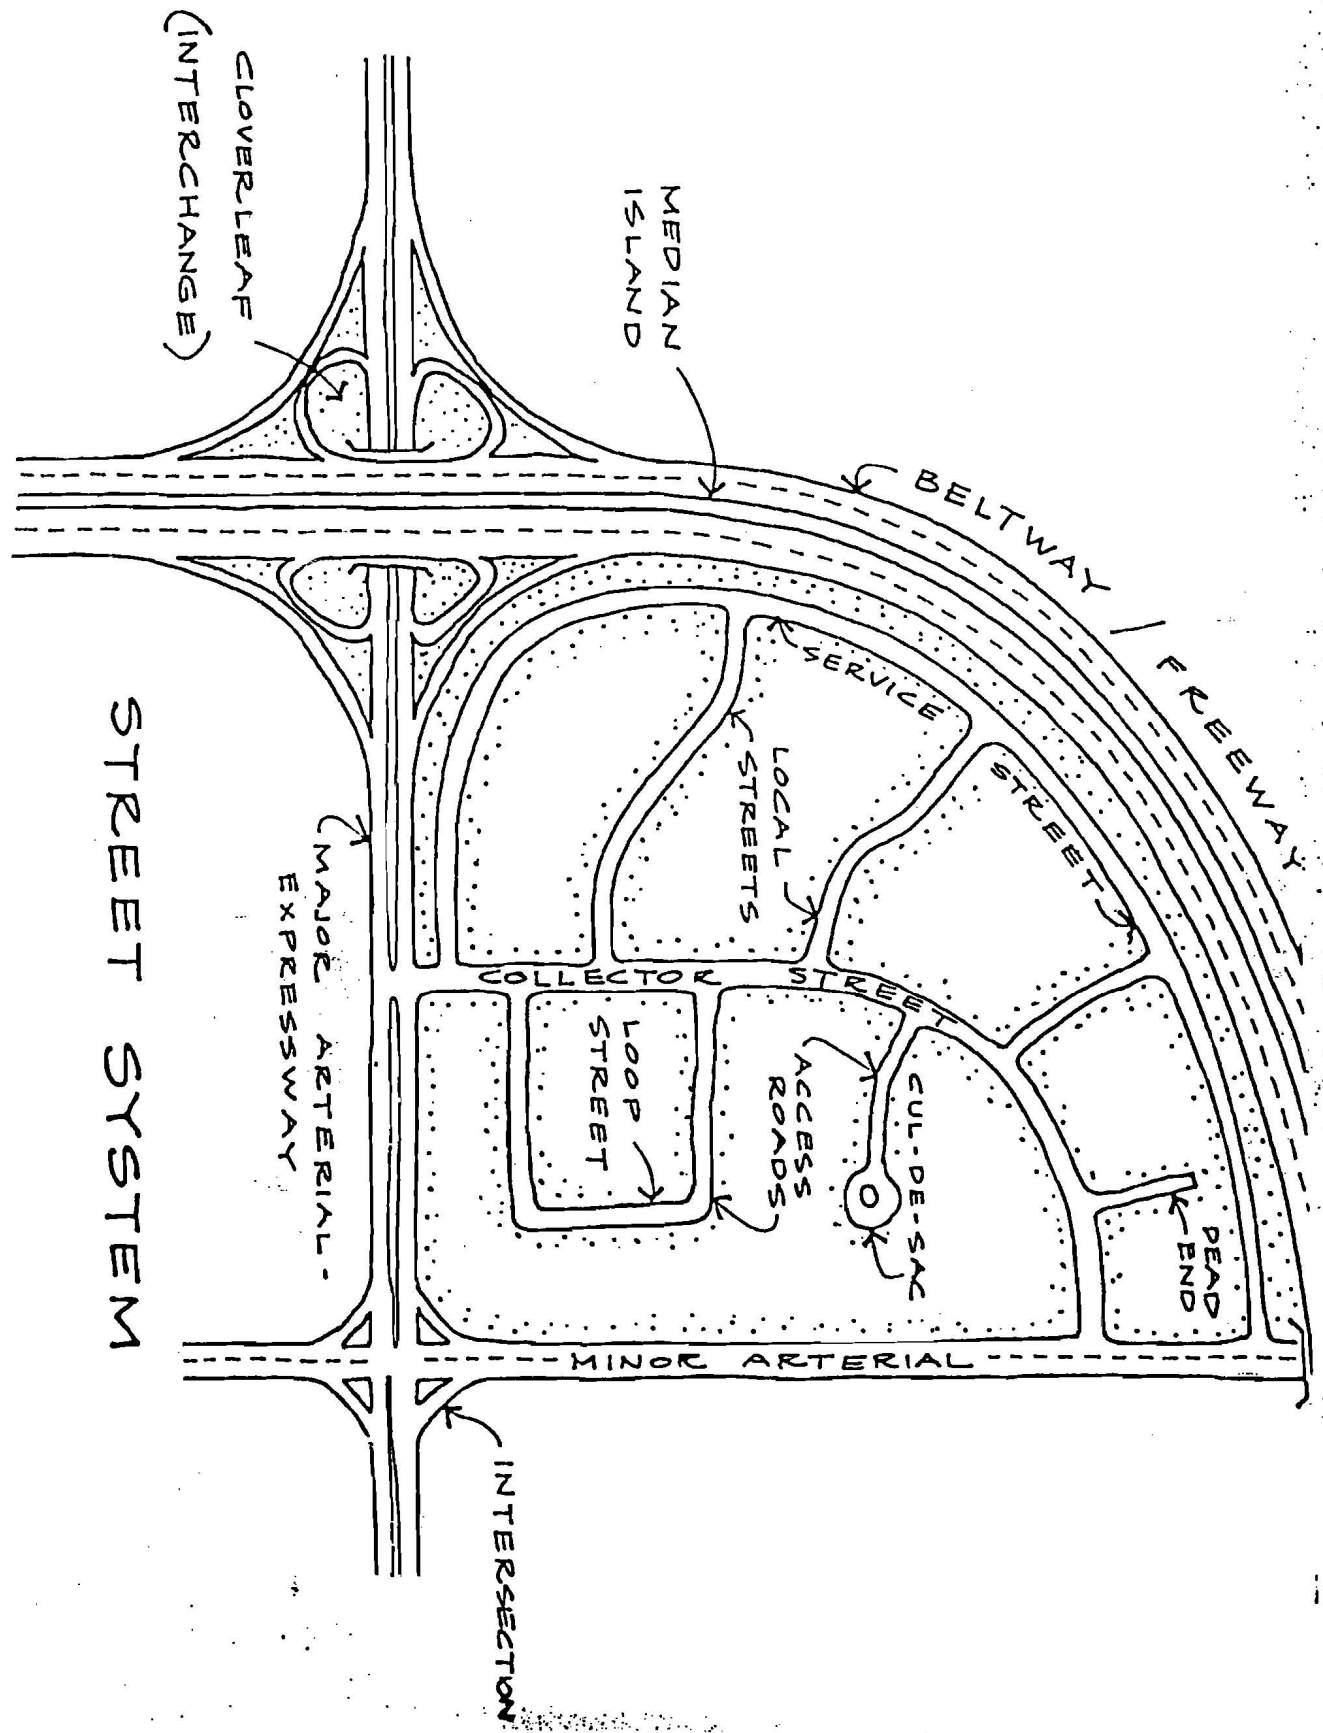 BELTWAY / FREEWAY
MEDIAN
ISLAND
CLOVERLEAF
(INTERCHANGE)
SERVICE STREET
LOCAL
STREETS
COLLECTOR STREET
DEAD
END
CUL-DE-SAC
ACCESS
ROADS
LOOP
STREET
MINOR ARTERIAL
INTERSECTION
MAJOR ARTERIAL-
EXPRESSWAY
STREET SYSTEM